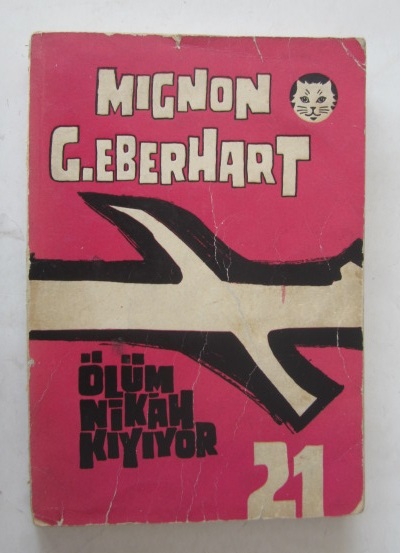 MIGNON
G.EBERHART
ÖLÜM
NİKAH
KIYIYOR
21